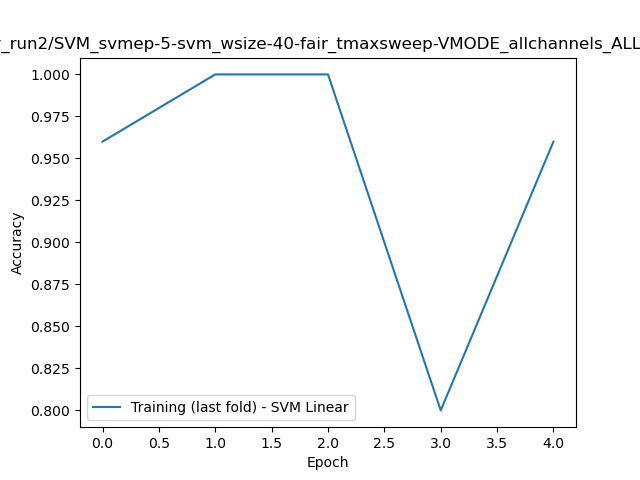 _run2/SVM_svmep-5-svm_wsize-40-fair_tmaxsweep-VMODE_allchannels_ALL
1.000
0.975
0.950
0.925
0.900
0.875
0.850
0.825
0.800
Accuracy
Training (last fold) - SVM Linear
0.0 0.5 1.0 1.5 2.0 2.5 3.0 3.5 4.0
Epoch